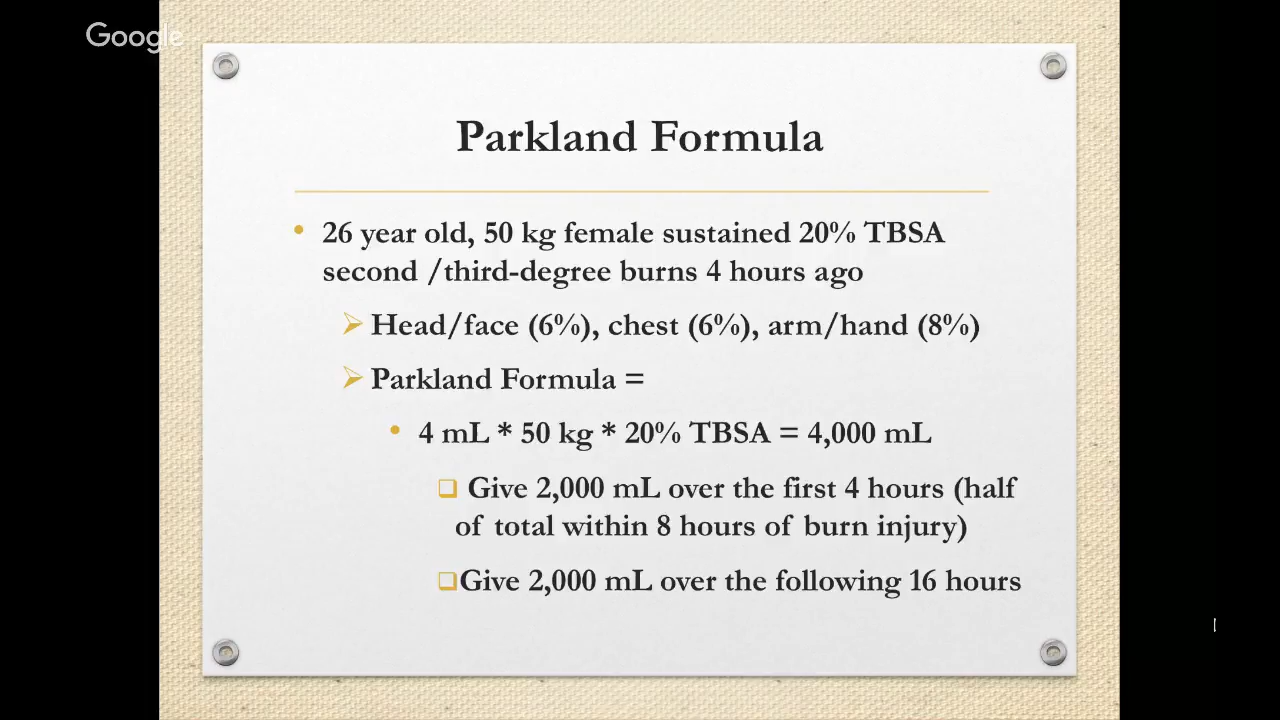 Google
Parkland Formula
• 26 year old, 50 kg female sustained 20% TBSA
second /third-degree burns 4 hours ago
➢ Head/face (6%), chest (6%), arm/hand (8%)
➢ Parkland Formula =
• 4 mL * 50 kg * 20% TBSA = 4,000 mL
❑ Give 2,000 mL over the first 4 hours (half
of total within 8 hours of burn injury)
❑Give 2,000 mL over the following 16 hours